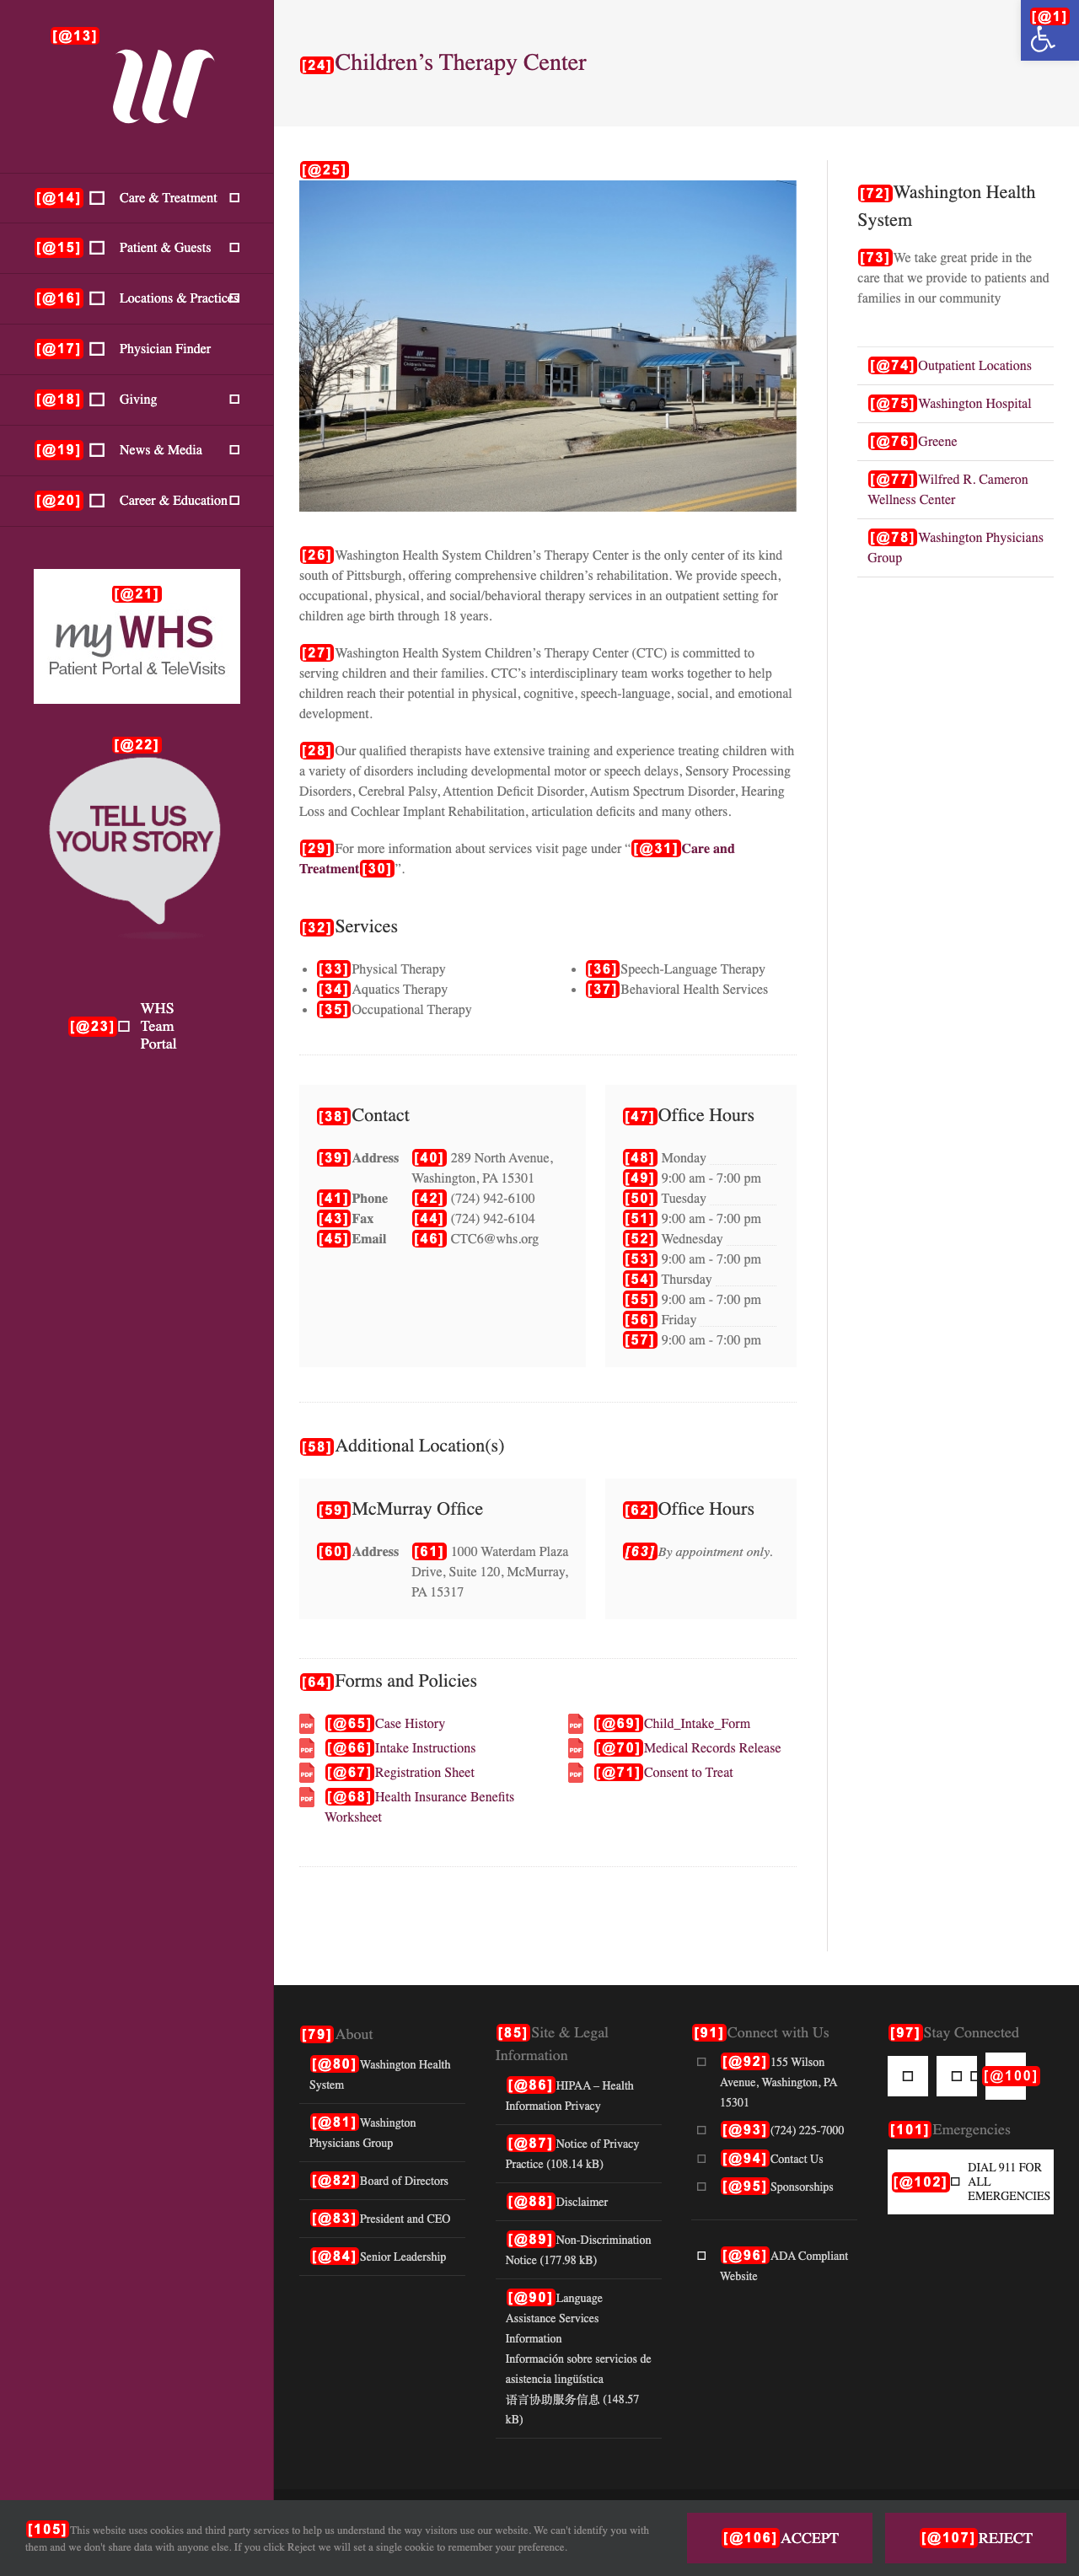 [@13]
[@1]
[24]Children’s Therapy Center
[@14] Care & Treatment
[@15] Patient & Guests
[@16] Locations & Practices
[@17] Physician Finder
[@18] Giving
[@19] News & Media
[@20] Career & Education
[@21]
my WHS
Patient Portal & TeleVisits
[@22]
TELL US
YOUR STORY
[@23] WHS
Team
Portal
[@25]
Children's Therapy
Center
[26]Washington Health System Children’s Therapy Center is the only center of its kind
south of Pittsburgh, offering comprehensive children’s rehabilitation. We provide speech,
occupational, physical, and social/behavioral therapy services in an outpatient setting for
children age birth through 18 years.
[27]Washington Health System Children’s Therapy Center (CTC) is committed to
serving children and their families. CTC’s interdisciplinary team works together to help
children reach their potential in physical, cognitive, speech-language, social, and emotional
development.
[28]Our qualified therapists have extensive training and experience treating children with
a variety of disorders including developmental motor or speech delays, Sensory Processing
Disorders, Cerebral Palsy, Attention Deficit Disorder, Autism Spectrum Disorder, Hearing
Loss and Cochlear Implant Rehabilitation, articulation deficits and many others.
[29]For more information about services visit page under “[@31]Care and
Treatment[30]”.
[32]Services
[33]Physical Therapy
[34]Aquatics Therapy
[35]Occupational Therapy
[36]Speech-Language Therapy
[37]Behavioral Health Services
[38]Contact
[39]Address [40] 289 North Avenue,
Washington, PA 15301
[41]Phone [42] (724) 942-6100
[43]Fax [44] (724) 942-6104
[45]Email [46] CTC6@whs.org
[47]Office Hours
[48] Monday
[49] 9:00 am - 7:00 pm
[50] Tuesday
[51] 9:00 am - 7:00 pm
[52] Wednesday
[53] 9:00 am - 7:00 pm
[54] Thursday
[55] 9:00 am - 7:00 pm
[56] Friday
[57] 9:00 am - 7:00 pm
[58]Additional Location(s)
[59]McMurray Office
[60]Address [61] 1000 Waterdam Plaza
Drive, Suite 120, McMurray,
PA 15317
[62]Office Hours
[63]By appointment only.
[64]Forms and Policies
PDF [@65]Case History
PDF [@66]Intake Instructions
PDF [@67]Registration Sheet
PDF [@68]Health Insurance Benefits
Worksheet
PDF [@69]Child_Intake_Form
PDF [@70]Medical Records Release
PDF [@71]Consent to Treat
[72]Washington Health
System
[73]We take great pride in the
care that we provide to patients and
families in our community
[@74]Outpatient Locations
[@75]Washington Hospital
[@76]Greene
[@77]Wilfred R. Cameron
Wellness Center
[@78]Washington Physicians
Group
[79]About
[@80]Washington Health
System
[@81]Washington
Physicians Group
[@82]Board of Directors
[@83]President and CEO
[@84]Senior Leadership
[85]Site & Legal
Information
[@86]HIPAA – Health
Information Privacy
[@87]Notice of Privacy
Practice (108.14 kB)
[@88]Disclaimer
[@89]Non-Discrimination
Notice (177.98 kB)
[@90]Language
Assistance Services
Information
Información sobre servicios de
asistencia lingüística
语言协助服务信息 (148.57
kB)
[91]Connect with Us
[@92]155 Wilson
Avenue, Washington, PA
15301
[@93](724) 225-7000
[@94]Contact Us
[@95]Sponsorships
[@96]ADA Compliant
Website
[97]Stay Connected
[@100]
[101]Emergencies
[@102] DIAL 911 FOR
ALL
EMERGENCIES
[105]This website uses cookies and third party services to help us understand the way visitors use our website. We can't identify you with
them and we don't share data with anyone else. If you click Reject we will set a single cookie to remember your preference.
[@106]ACCEPT
[@107]REJECT